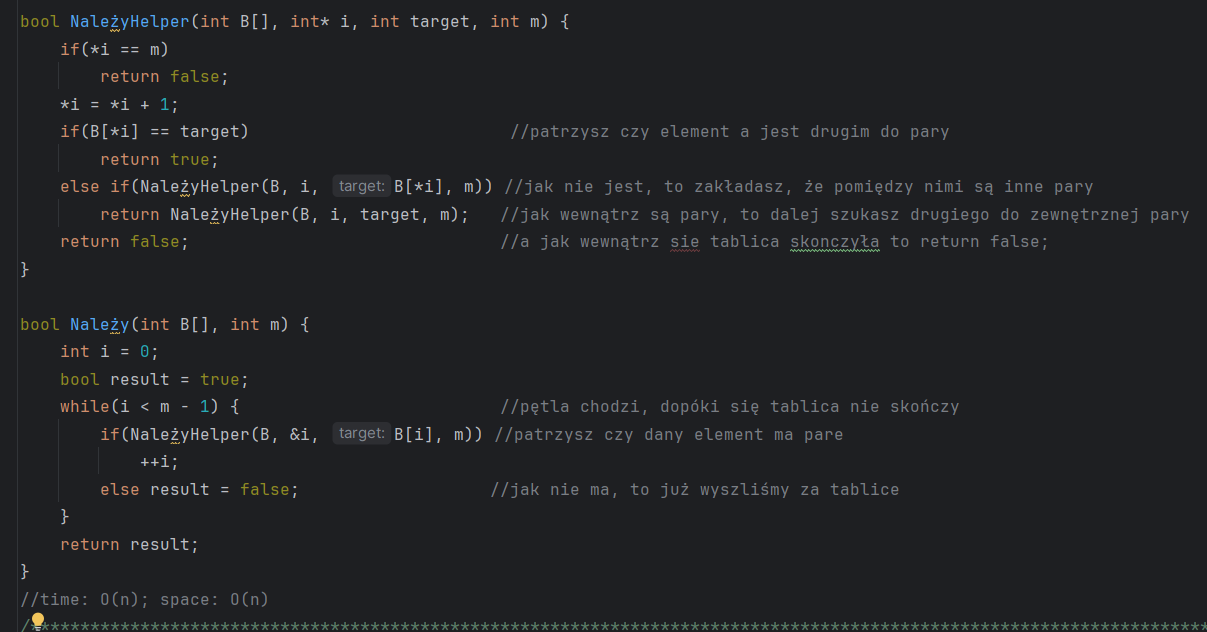 bool NależyHelper(int B[], int* i, int target, int m) {
if(*i == m)
return false;
*i = *i + 1;
if(B[*i] == target) //patrzysz czy element a jest drugim do pary
return true;
else if(NależyHelper(B, i, target: B[*i], m)) //jak nie jest, to zakładasz, że pomiędzy nimi są inne pary
return NależyHelper(B, i, target, m); //jak wewnątrz są pary, to dalej szukasz drugiego do zewnętrznej pary
return false; //a jak wewnątrz sie tablica skonczyła to return false;
}
bool Należy(int B[], int m) {
int i = 0;
bool result = true;
while(i < m - 1) { //pętla chodzi, dopóki się tablica nie skończy
if(NależyHelper(B, &i, target: B[i], m)) //patrzysz czy dany element ma pare
++i;
else result = false; //jak nie ma, to już wyszliśmy za tablice
}
return result;
}
//time: O(n); space: O(n)
/**********************************************************************************************************************